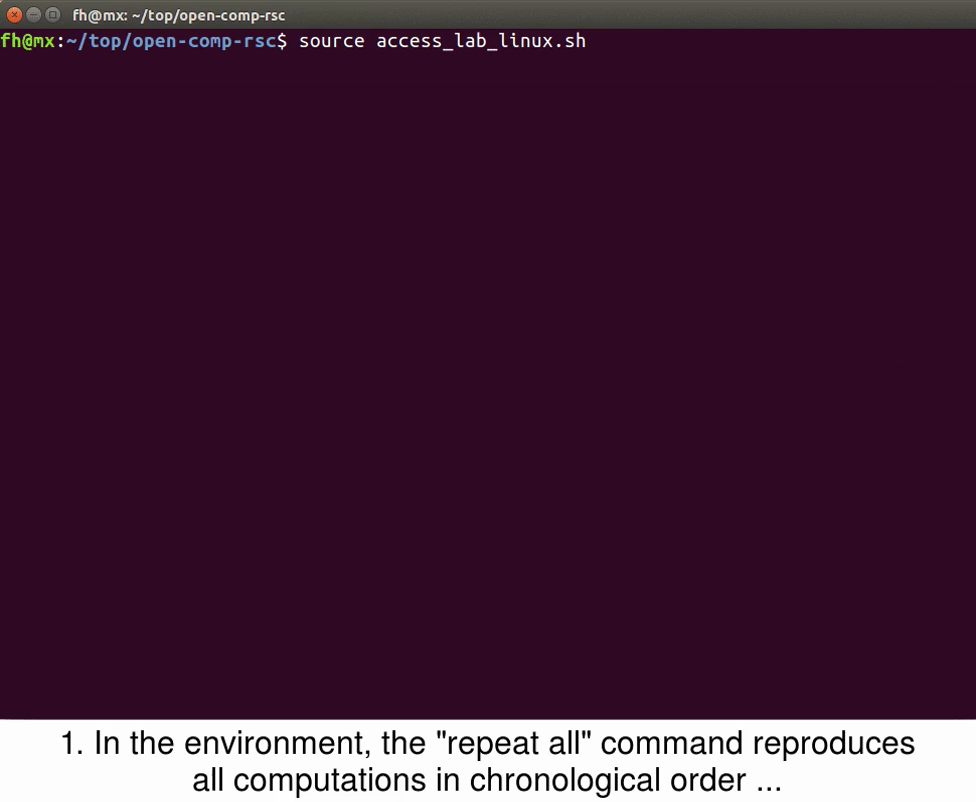 fh@mx: ~/top/open-comp-rsc
fh@mx:~/top/open-comp-rsc$ source access_lab_linux.sh
1. In the environment, the "repeat all" command reproduces
all computations in chronological order ...